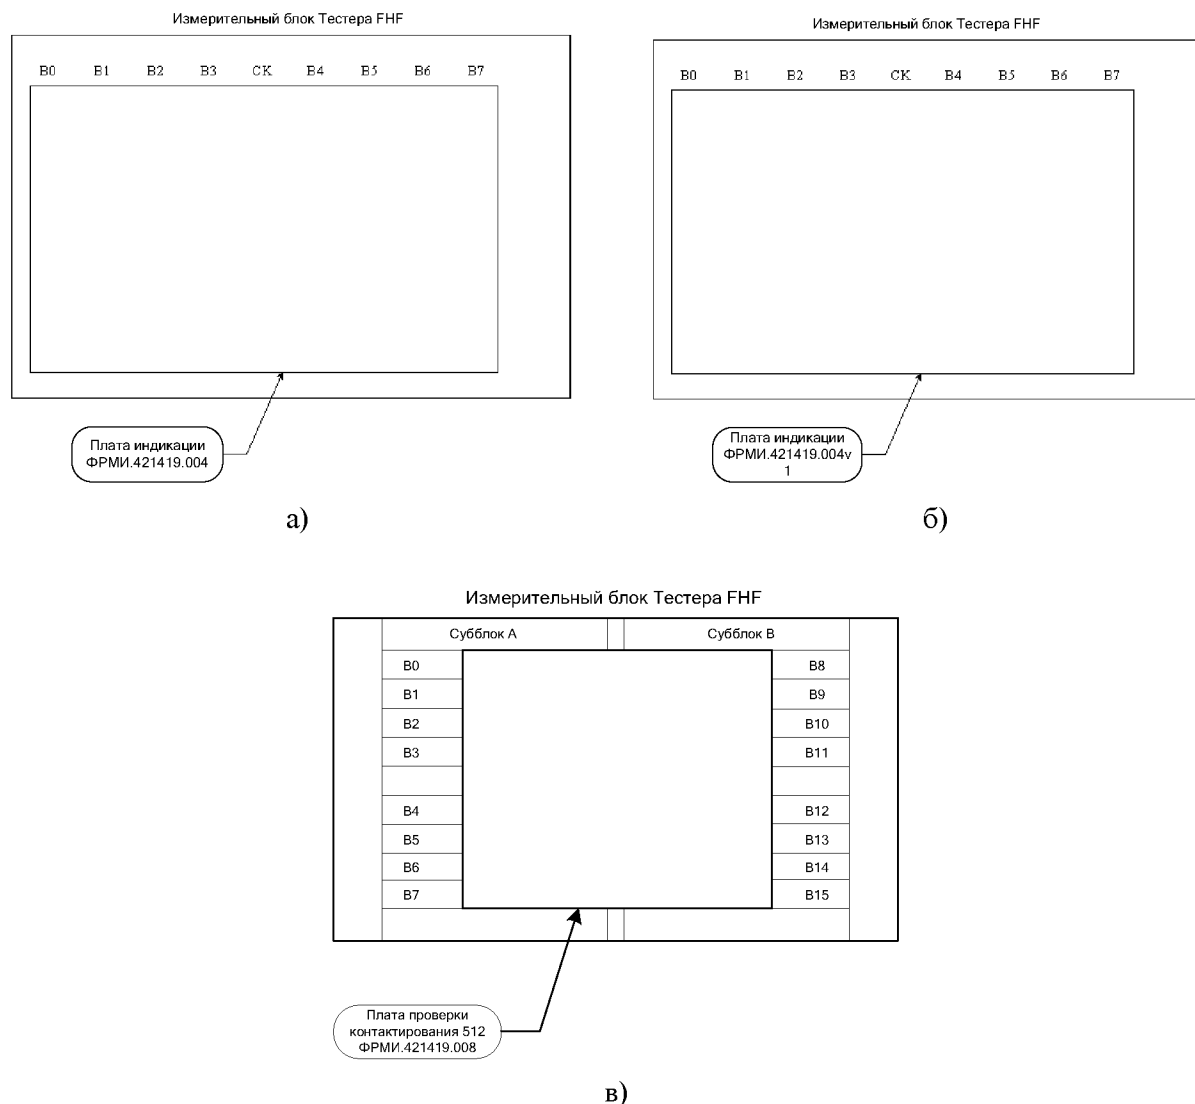 Измерительный блок Тестера FHF
B0 B1 B2 B3 CK B4 B5 B6 B7
Плата индикации
ФРМИ.421419.004
а)
Измерительный блок Тестера FHF
B0 B1 B2 B3 CK B4 B5 B6 B7
Плата индикации
ФРМИ.421419.004v
1
б)
Измерительный блок Тестера FHF
Субблок A Субблок B
B0 B8
B1 B9
B2 B10
B3 B11
B4 B12
B5 B13
B6 B14
B7 B15
Плата проверки
контактирования 512
ФРМИ.421419.008
в)